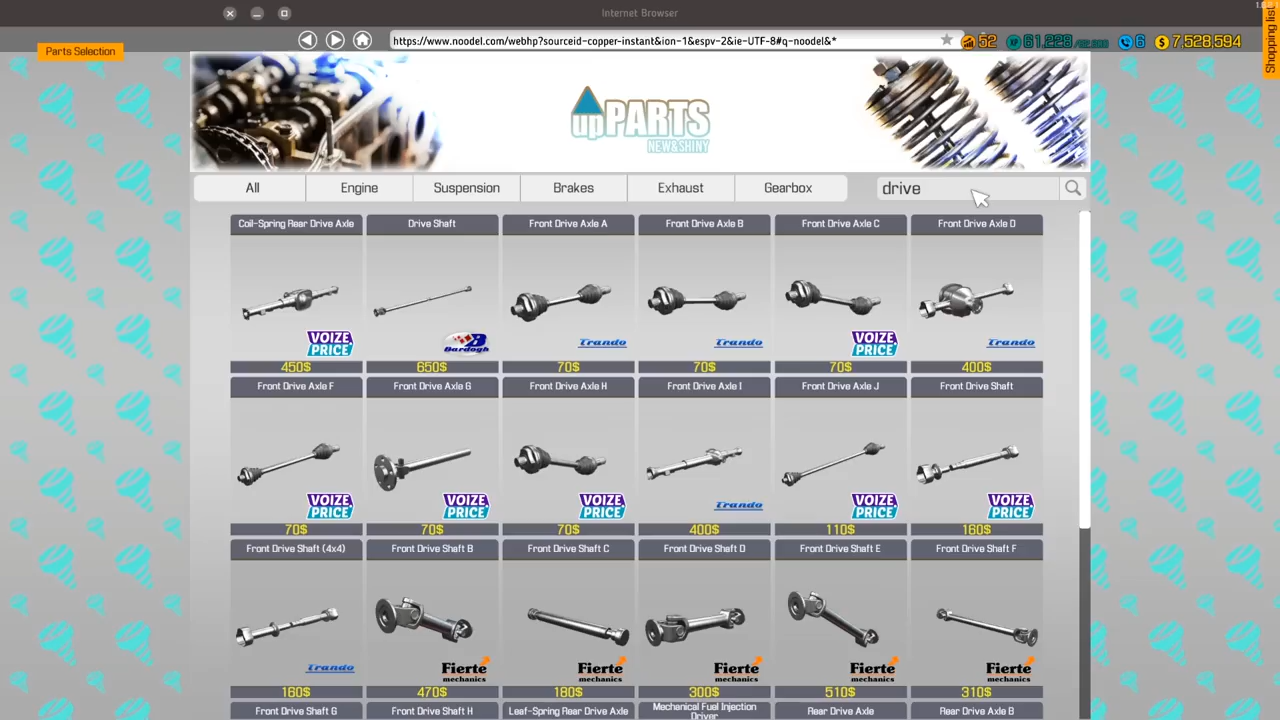 Internet Browser
Parts Selection
https://www.noodel.com/webhp?sourceid-copper-instant&ion-1&espv-2&ie-UTF-8#q-noodel&*
52
61,228
6
7,528,594
Shopping list
upPARTS
NEW&SHINY
All
Engine
Suspension
Brakes
Exhaust
Gearbox
drive
Coil-Spring Rear Drive Axle
Drive Shaft
Front Drive Axle A
Front Drive Axle B
Front Drive Axle C
Front Drive Axle D
VOIZE PRICE
Bardogh
Trando
Trando
VOIZE PRICE
Trando
450$
650$
70$
70$
70$
400$
Front Drive Axle F
Front Drive Axle G
Front Drive Axle H
Front Drive Axle I
Front Drive Axle J
Front Drive Shaft
VOIZE PRICE
VOIZE PRICE
VOIZE PRICE
Trando
VOIZE PRICE
VOIZE PRICE
70$
70$
70$
400$
110$
160$
Front Drive Shaft (4x4)
Front Drive Shaft B
Front Drive Shaft C
Front Drive Shaft D
Front Drive Shaft E
Front Drive Shaft F
Trando
Fierte mechanics
Fierte mechanics
Fierte mechanics
Fierte mechanics
Fierte mechanics
160$
470$
180$
300$
510$
310$
Front Drive Shaft G
Front Drive Shaft H
Leaf-Spring Rear Drive Axle
Mechanical Fuel Injection
Driver
Rear Drive Axle
Rear Drive Axle B